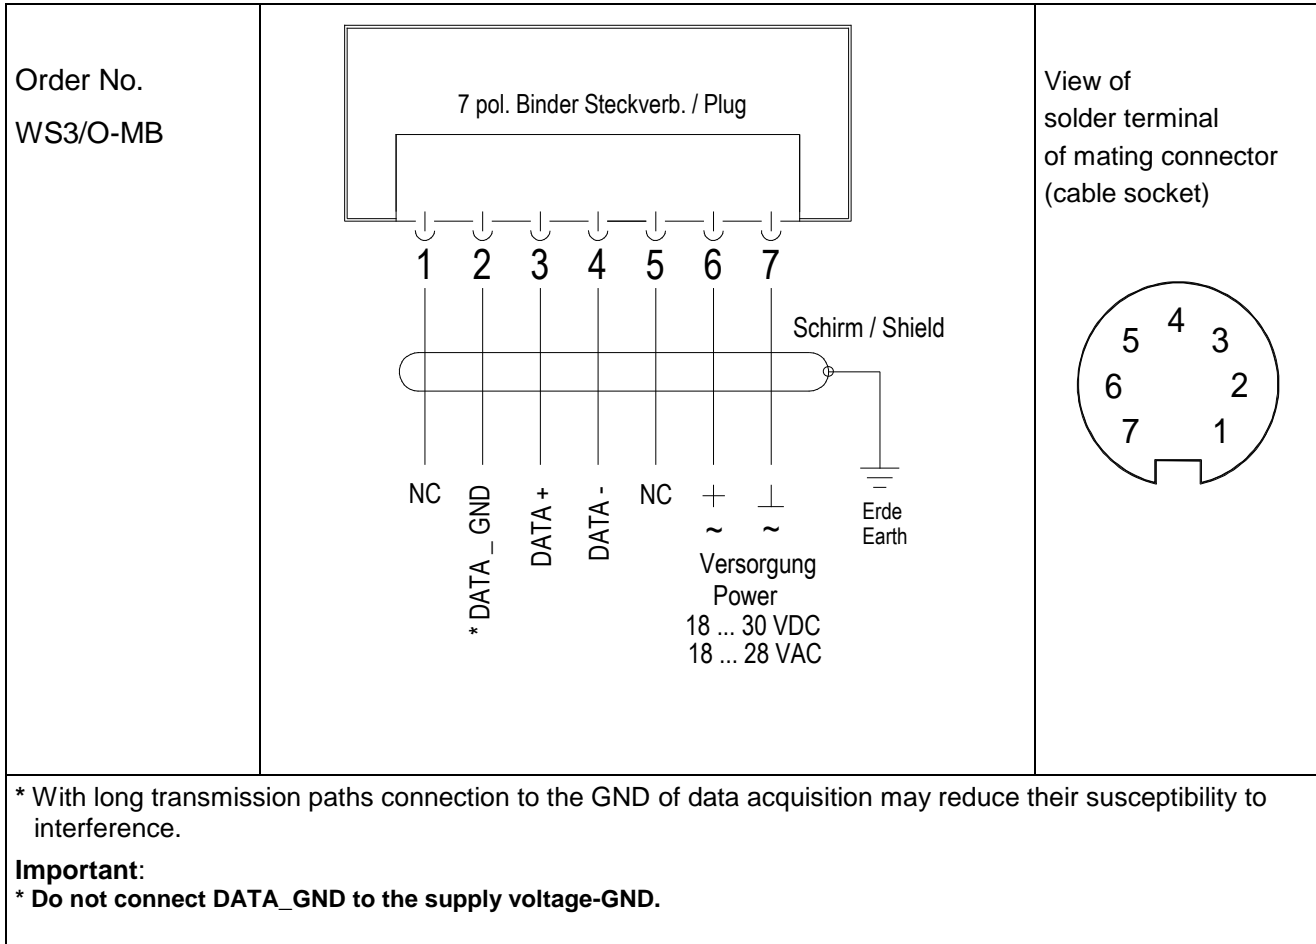 Order No.
WS3/O-MB
7 pol. Binder Steckverb. / Plug
1 2 3 4 5 6 7
Schirm / Shield
NC
* DATA _ GND
DATA +
DATA -
NC
+ ⊥
~ ~
Versorgung
Power
18 ... 30 VDC
18 ... 28 VAC
Erde
Earth
View of
solder terminal
of mating connector
(cable socket)
4
5 3
6 2
7 1
* With long transmission paths connection to the GND of data acquisition may reduce their susceptibility to
interference.
Important:
* Do not connect DATA_GND to the supply voltage-GND.